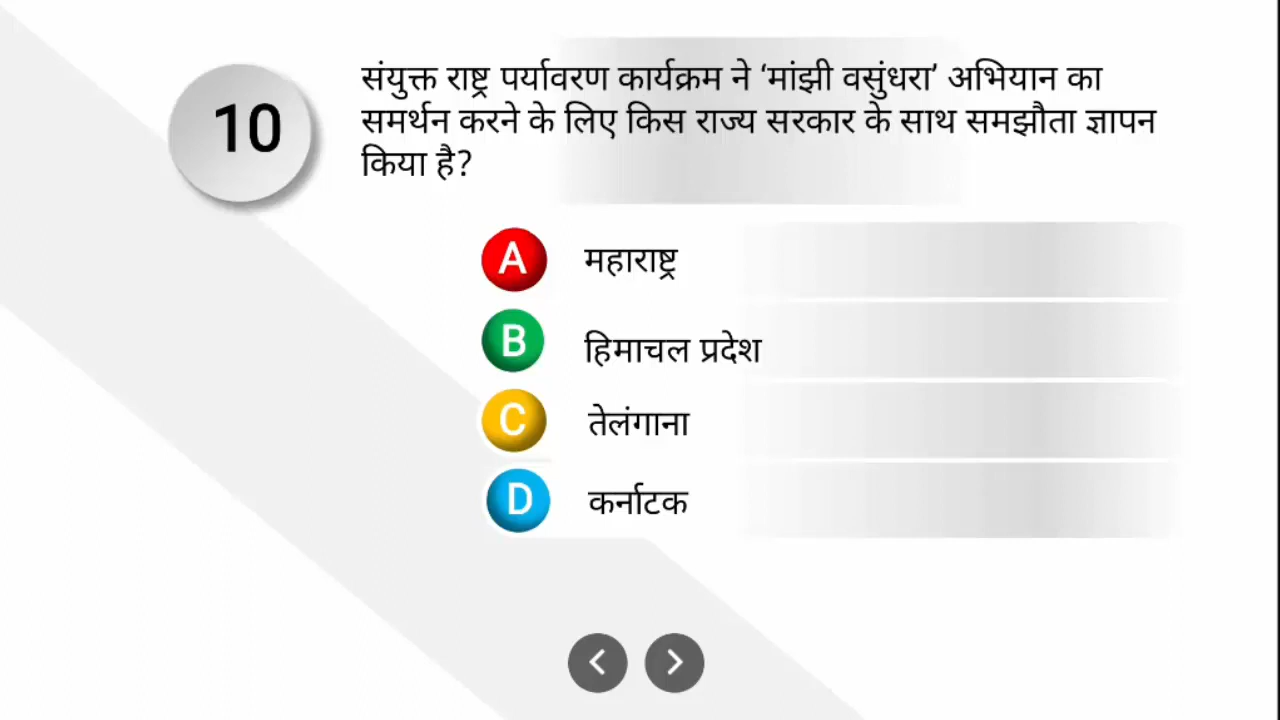 10
संयुक्त राष्ट्र पर्यावरण कार्यक्रम ने ‘मांझी वसुंधरा’ अभियान का
समर्थन करने के लिए किस राज्य सरकार के साथ समझौता ज्ञापन
किया है?
A महाराष्ट्र
B हिमाचल प्रदेश
C तेलंगाना
D कर्नाटक